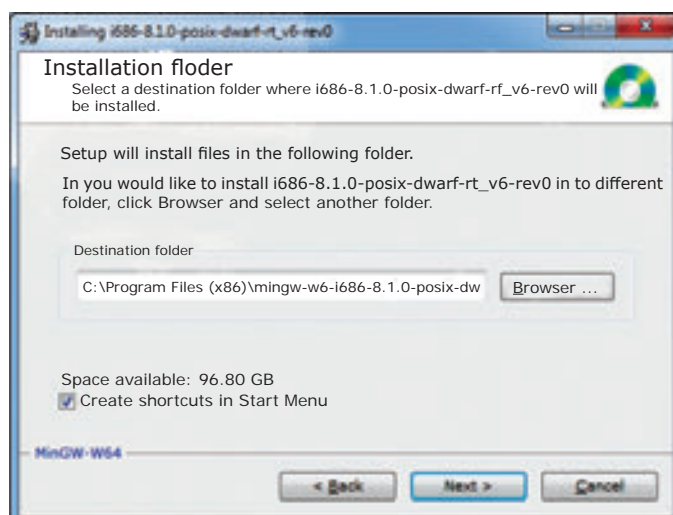 Installing i686-8.1.0-posix-dwarf-rt_v6-rev0
Installation floder
Select a destination folder where i686-8.1.0-posix-dwarf-rf_v6-rev0 will
be installed.
Setup will install files in the following folder.
In you would like to install i686-8.1.0-posix-dwarf-rt_v6-rev0 in to different
folder, click Browser and select another folder.
Destination folder
C:\Program Files (x86)\mingw-w6-i686-8.1.0-posix-dw
Browser ...
Space available: 96.80 GB
Create shortcuts in Start Menu
MinGW-W64
< Back
Next >
Cancel